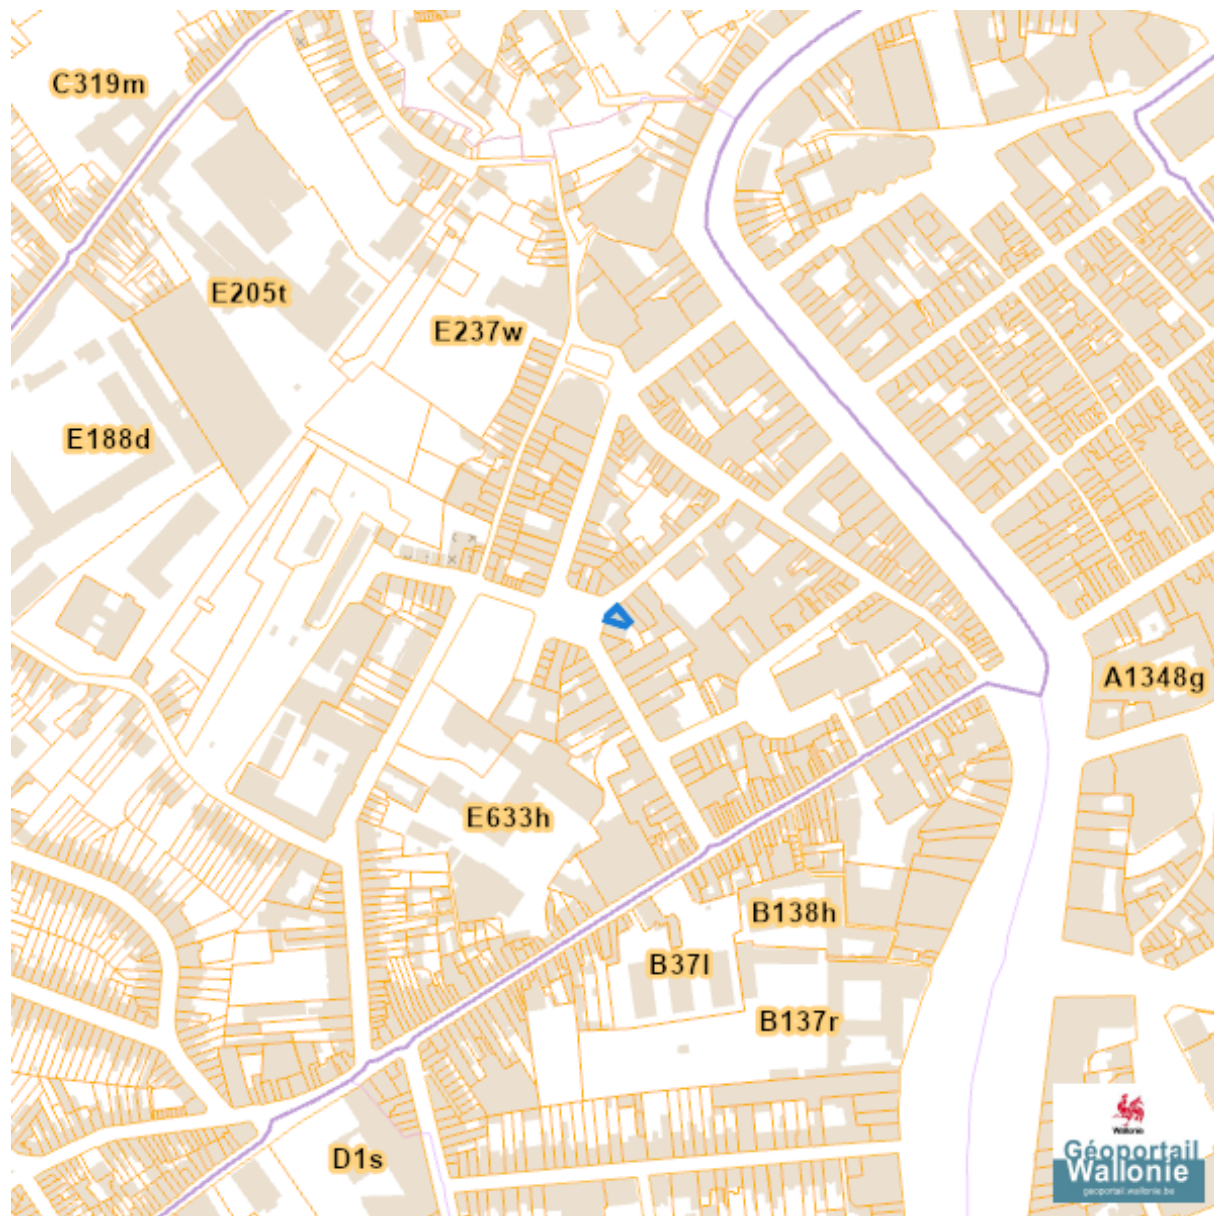 C319m
E205t
E237w
E188d
A1348g
E633h
B138h
B37l
B137r
D1s
Wallonie
Géoportail
Wallonie
geoportail.wallonie.be